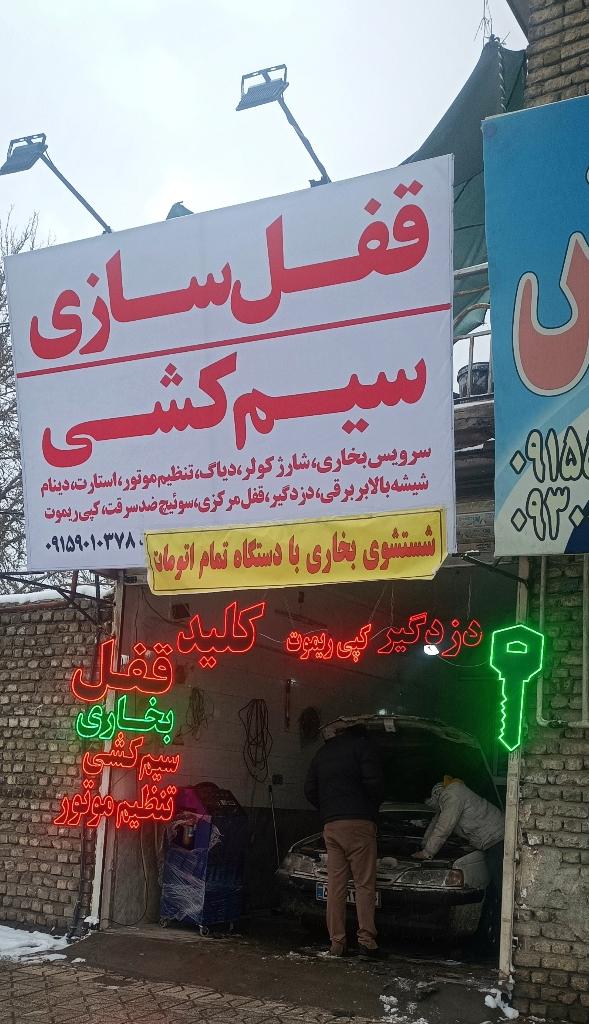 قفل سازی
سیم کشی
سرویس بخاری، شارژ کولر، دیاگ، تنظیم موتور، استارت، دینام
شیشه بالابر برقی، دزدگیر، قفل مرکزی، سوئیچ ضد سرقت، کپی ریموت
۰۹۱۵۹۰۱۰۳۷۸
شستشوی بخاری با دستگاه تمام اتومات
دزدگیر
کپی ریموت
کلید
قفل
بخاری
سیم کشی
تنظیم موتور